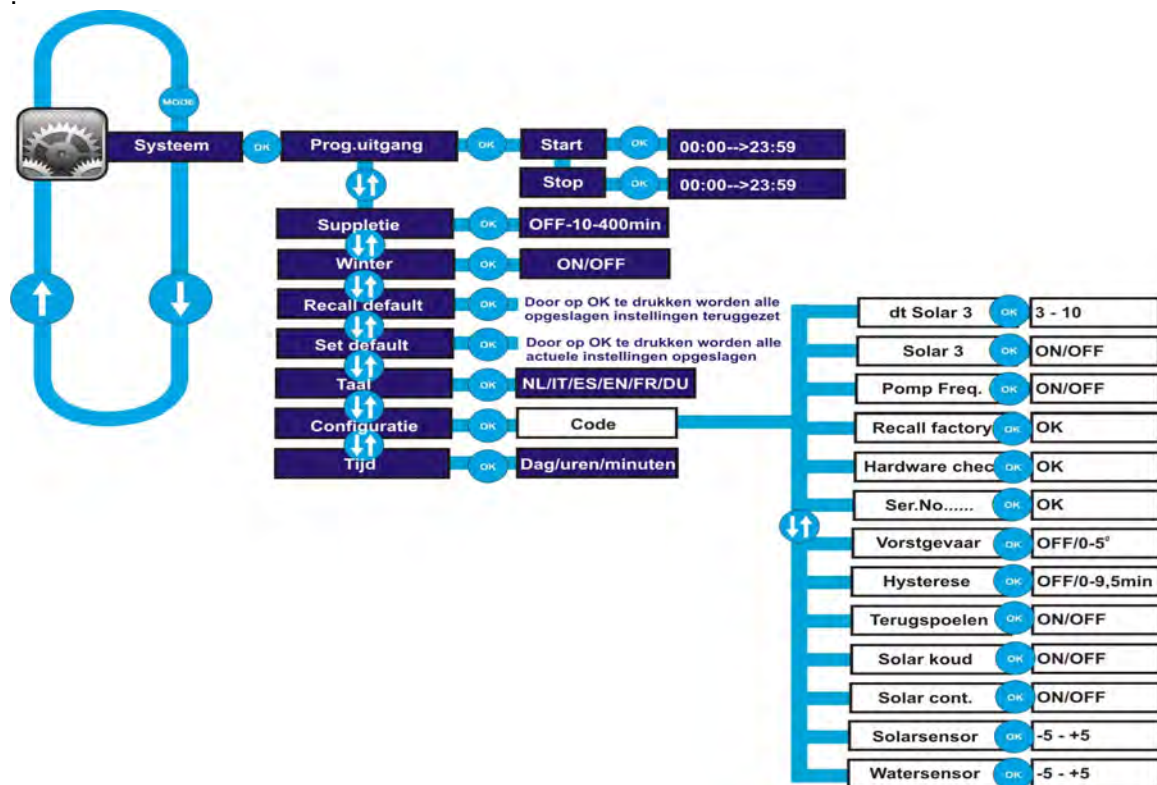 .
MODE
Systeem OK Prog.uitgang OK Start OK 00:00-->23:59
Stop OK 00:00-->23:59
Suppletie OK OFF-10-400min
Winter OK ON/OFF
Recall default OK Door op OK te drukken worden alle
opgeslagen instellingen teruggezet
Set default OK Door op OK te drukken worden alle
actuele instellingen opgeslagen
Taal OK NL/IT/ES/EN/FR/DU
Configuratie OK Code
Tijd OK Dag/uren/minuten
dt Solar 3 OK 3 - 10
Solar 3 OK ON/OFF
Pomp Freq. OK ON/OFF
Recall factory OK OK
Hardware chec OK OK
Ser.No...... OK OK
Vorstgevaar OK OFF/0-5°
Hysterese OK OFF/0-9,5min
Terugspoelen OK ON/OFF
Solar koud OK ON/OFF
Solar cont. OK ON/OFF
Solarsensor OK -5 - +5
Watersensor OK -5 - +5